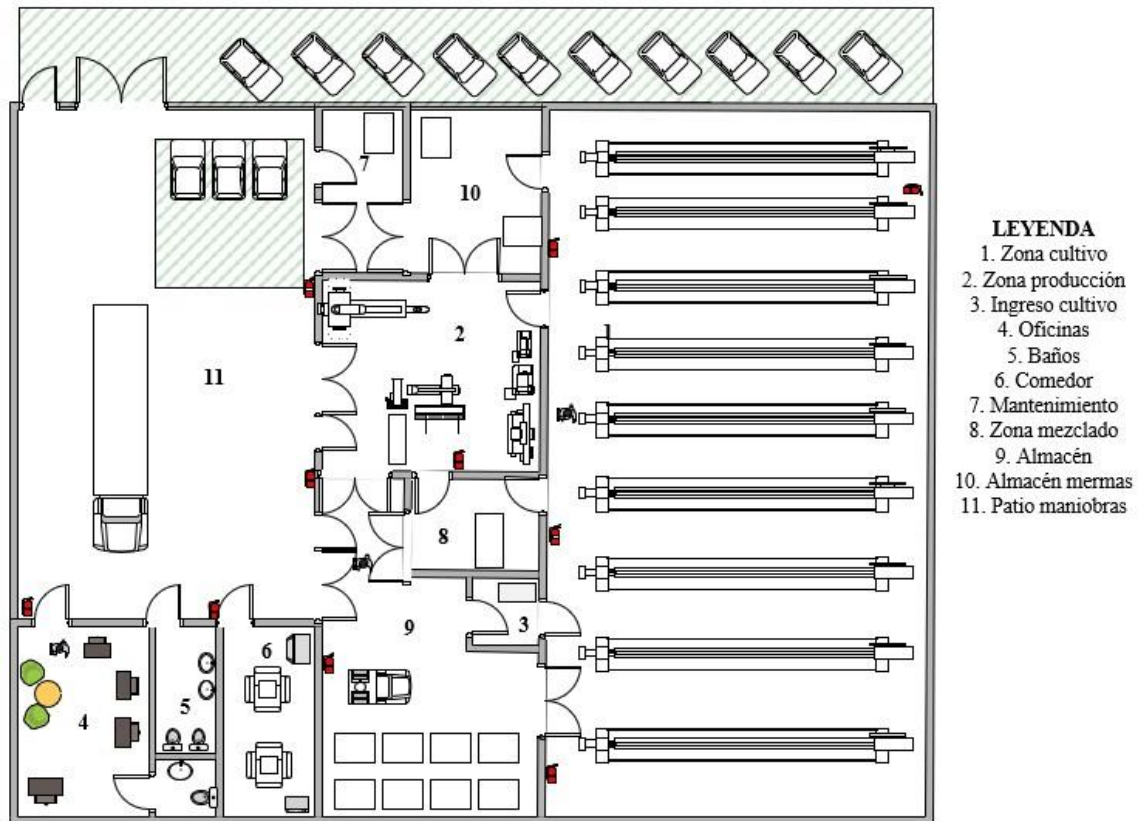 7
10
2
1
11
8
9
3
6
5
4
LEYENDA
1. Zona cultivo
2. Zona producción
3. Ingreso cultivo
4. Oficinas
5. Baños
6. Comedor
7. Mantenimiento
8. Zona mezclado
9. Almacén
10. Almacén mermas
11. Patio maniobras